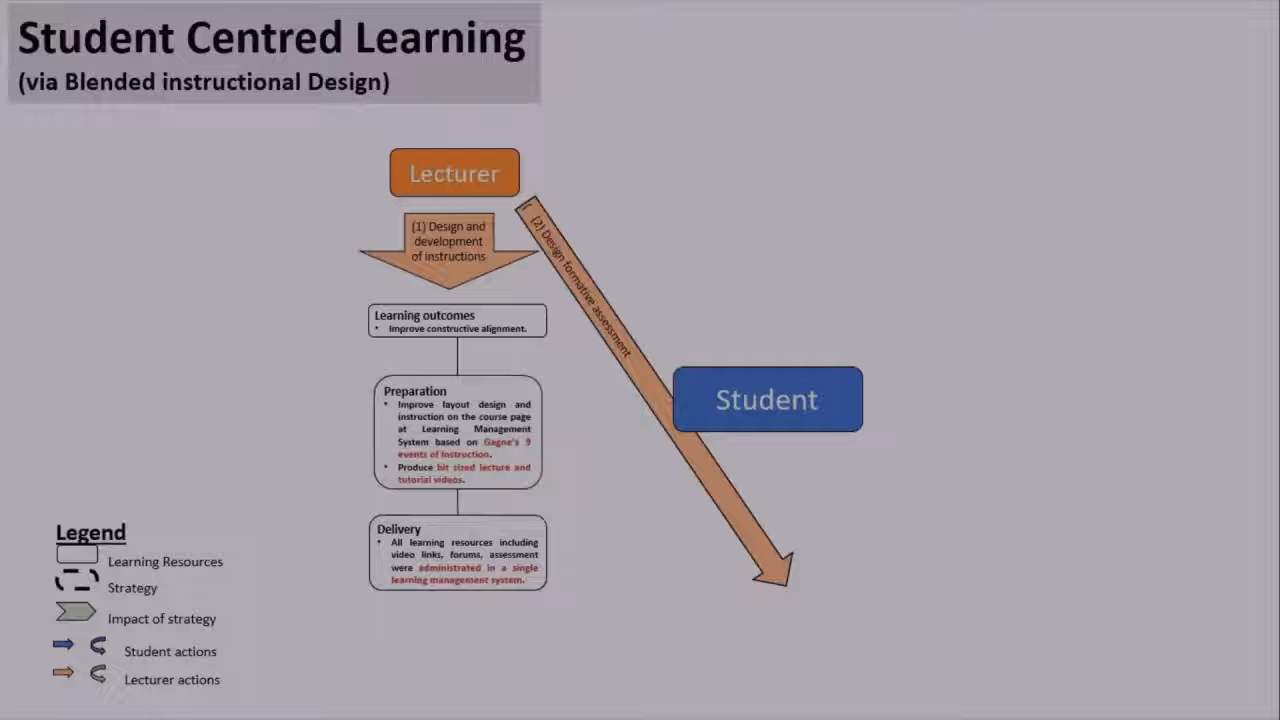 Student Centred Learning
(via Blended instructional Design)
Lecturer
(1) Design and
development
of instructions
(2) Design formative assessment
Learning outcomes
• Improve constructive alignment.
Preparation
• Improve layout design and
instruction on the course page
at Learning Management
System based on Gagne's 9
events of Instruction.
• Produce bit sized lecture and
tutorial videos.
Student
Delivery
• All learning resources including
video links, forums, assessment
were administrated in a single
learning management system.
Legend
Learning Resources
Strategy
Impact of strategy
Student actions
Lecturer actions